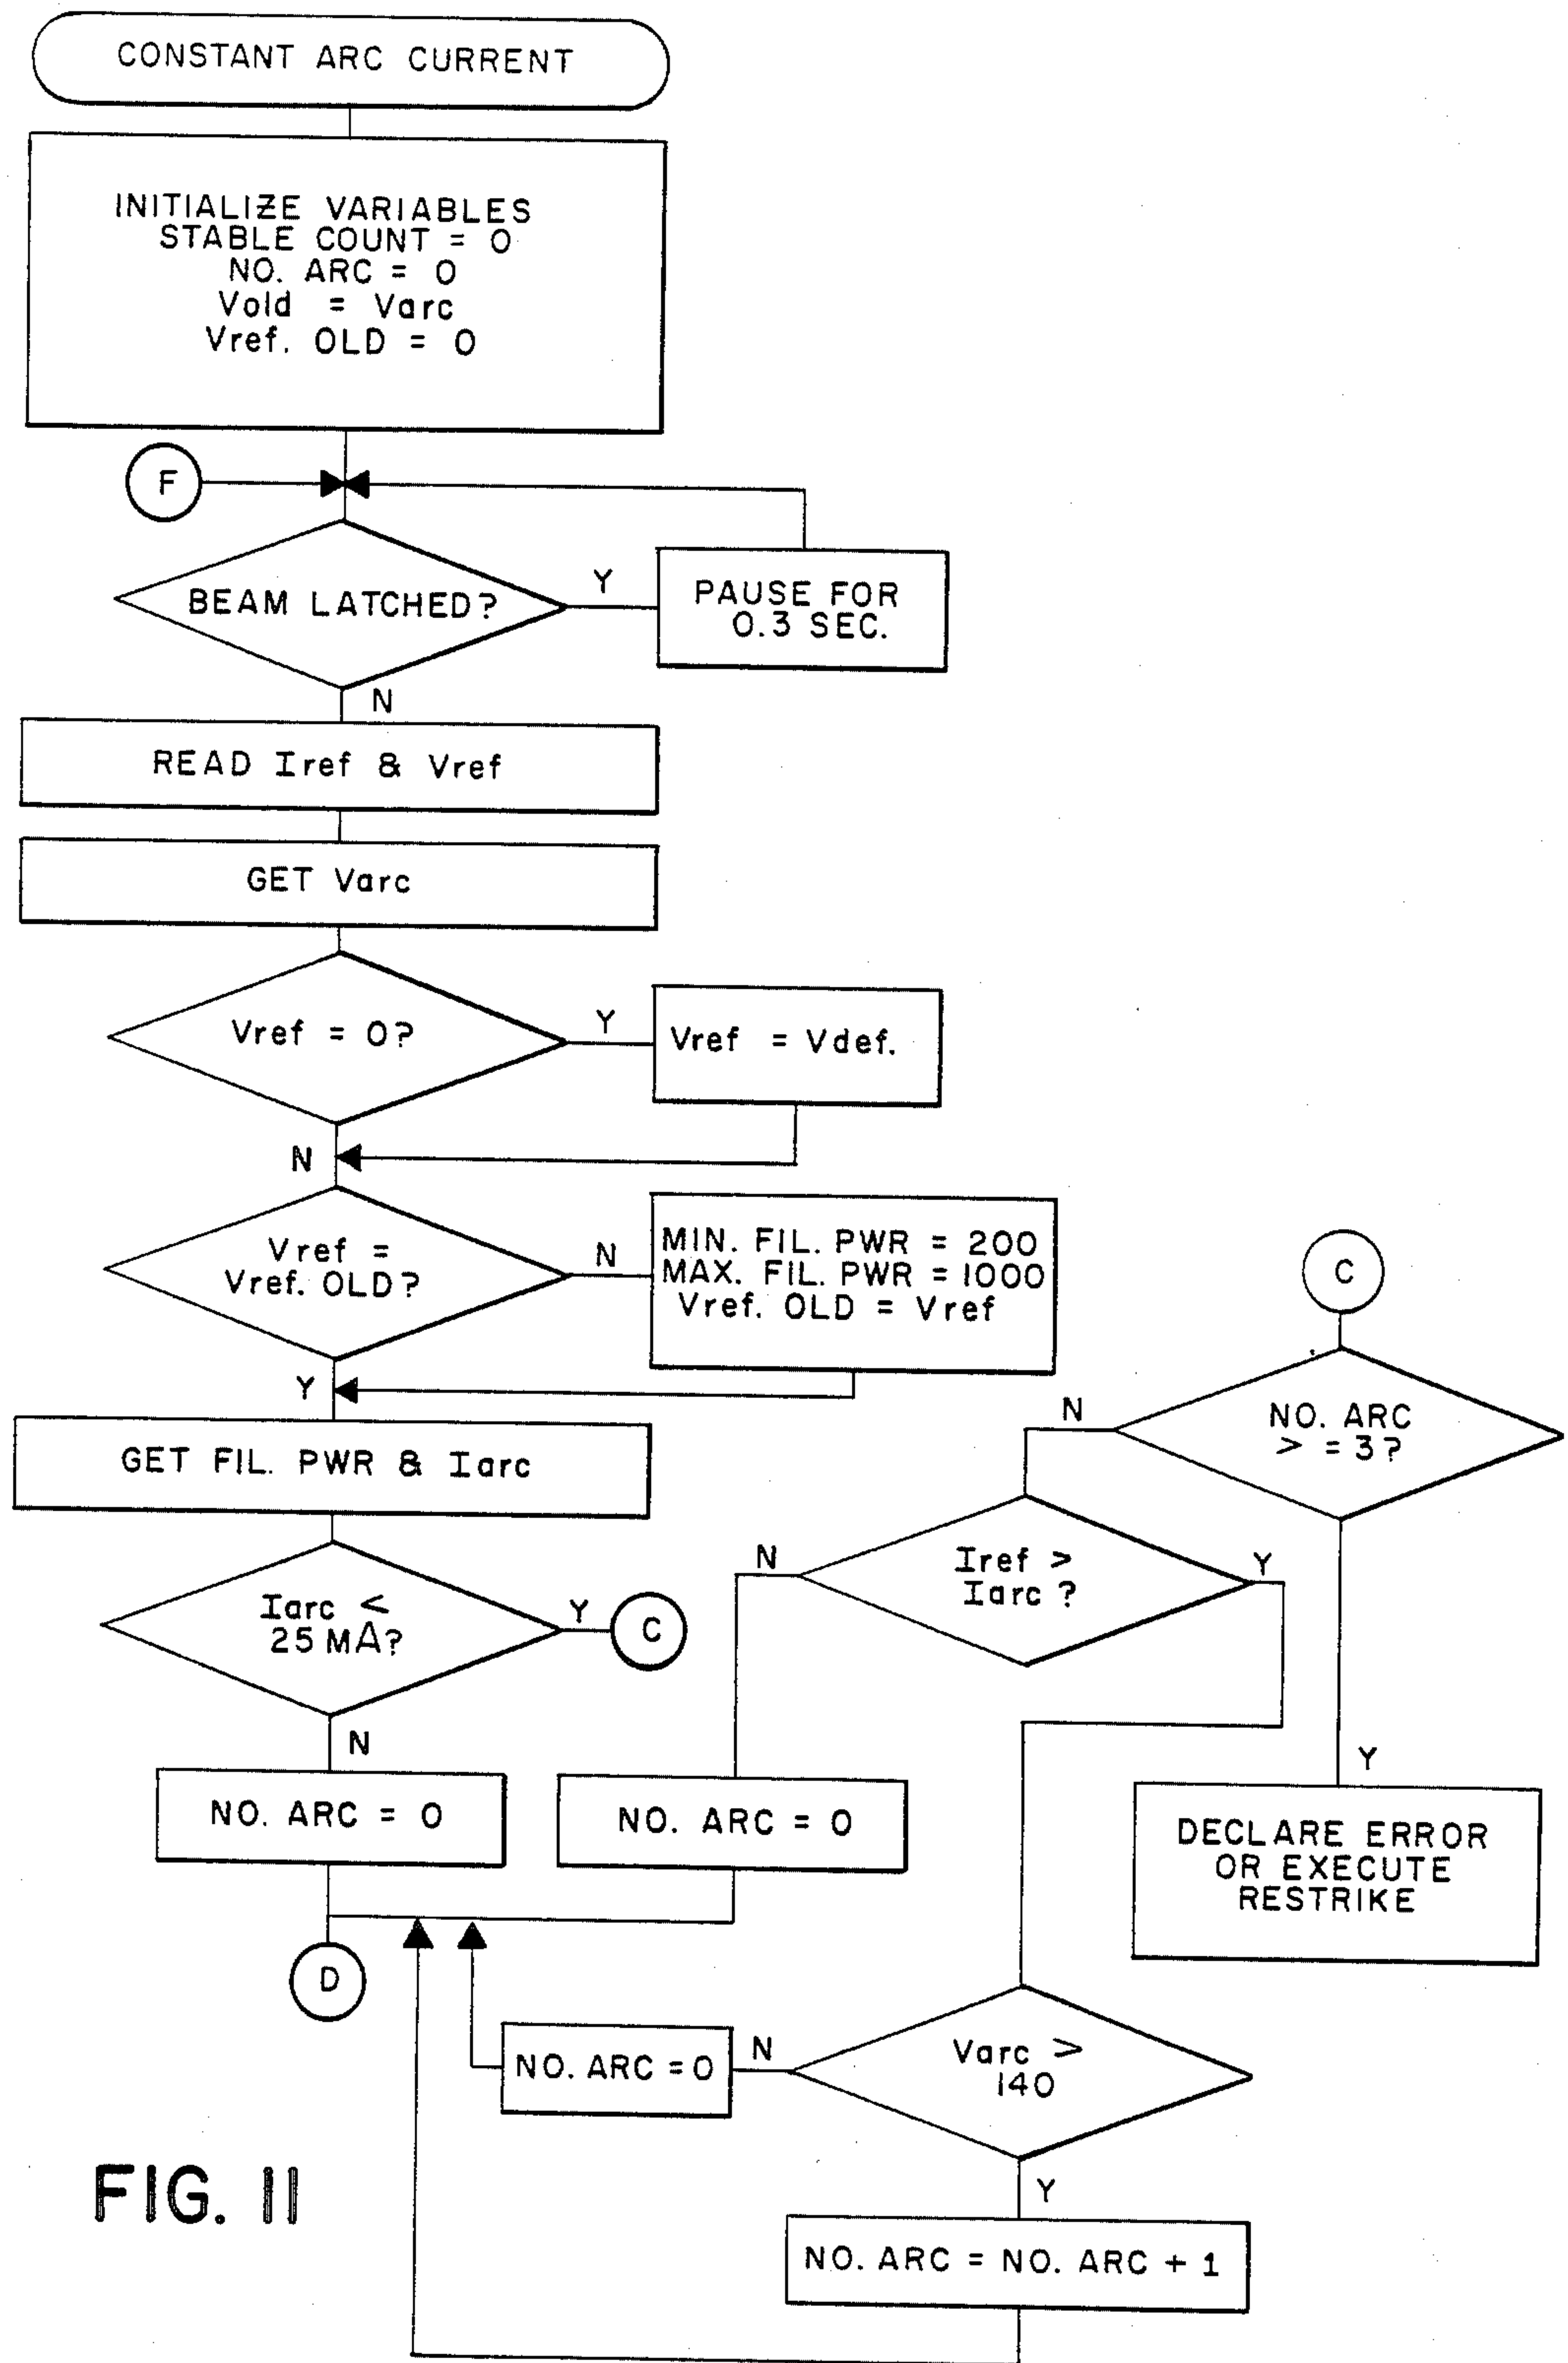 CONSTANT ARC CURRENT
INITIALIZE VARIABLES
STABLE COUNT = 0
NO. ARC = 0
Vold = Varc
Vref. OLD = 0
F
BEAM LATCHED?
Y
PAUSE FOR
0.3 SEC.
N
READ Iref & Vref
GET Varc
Vref = 0?
Y
Vref = Vdef.
N
Vref =
Vref. OLD?
N
MIN. FIL. PWR = 200
MAX. FIL. PWR = 1000
Vref. OLD = Vref
Y
GET FIL. PWR & Iarc
Iarc <
25 MA?
Y
C
N
NO. ARC = 0
D
C
NO. ARC
> = 3?
N
Y
DECLARE ERROR
OR EXECUTE
RESTRIKE
Iref >
Iarc ?
N
Y
NO. ARC = 0
Varc >
140
N
NO. ARC = 0
Y
NO. ARC = NO. ARC + 1
FIG. 11